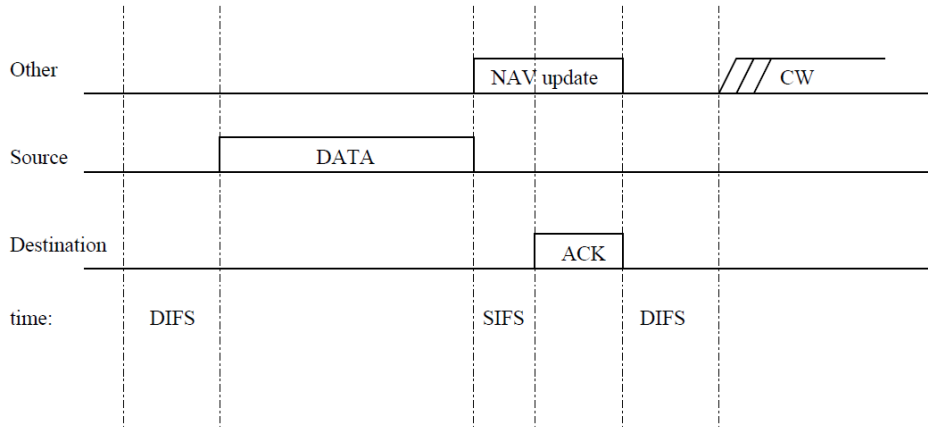 Other
NAV update
CW
Source
DATA
Destination
ACK
time:
DIFS
SIFS
DIFS